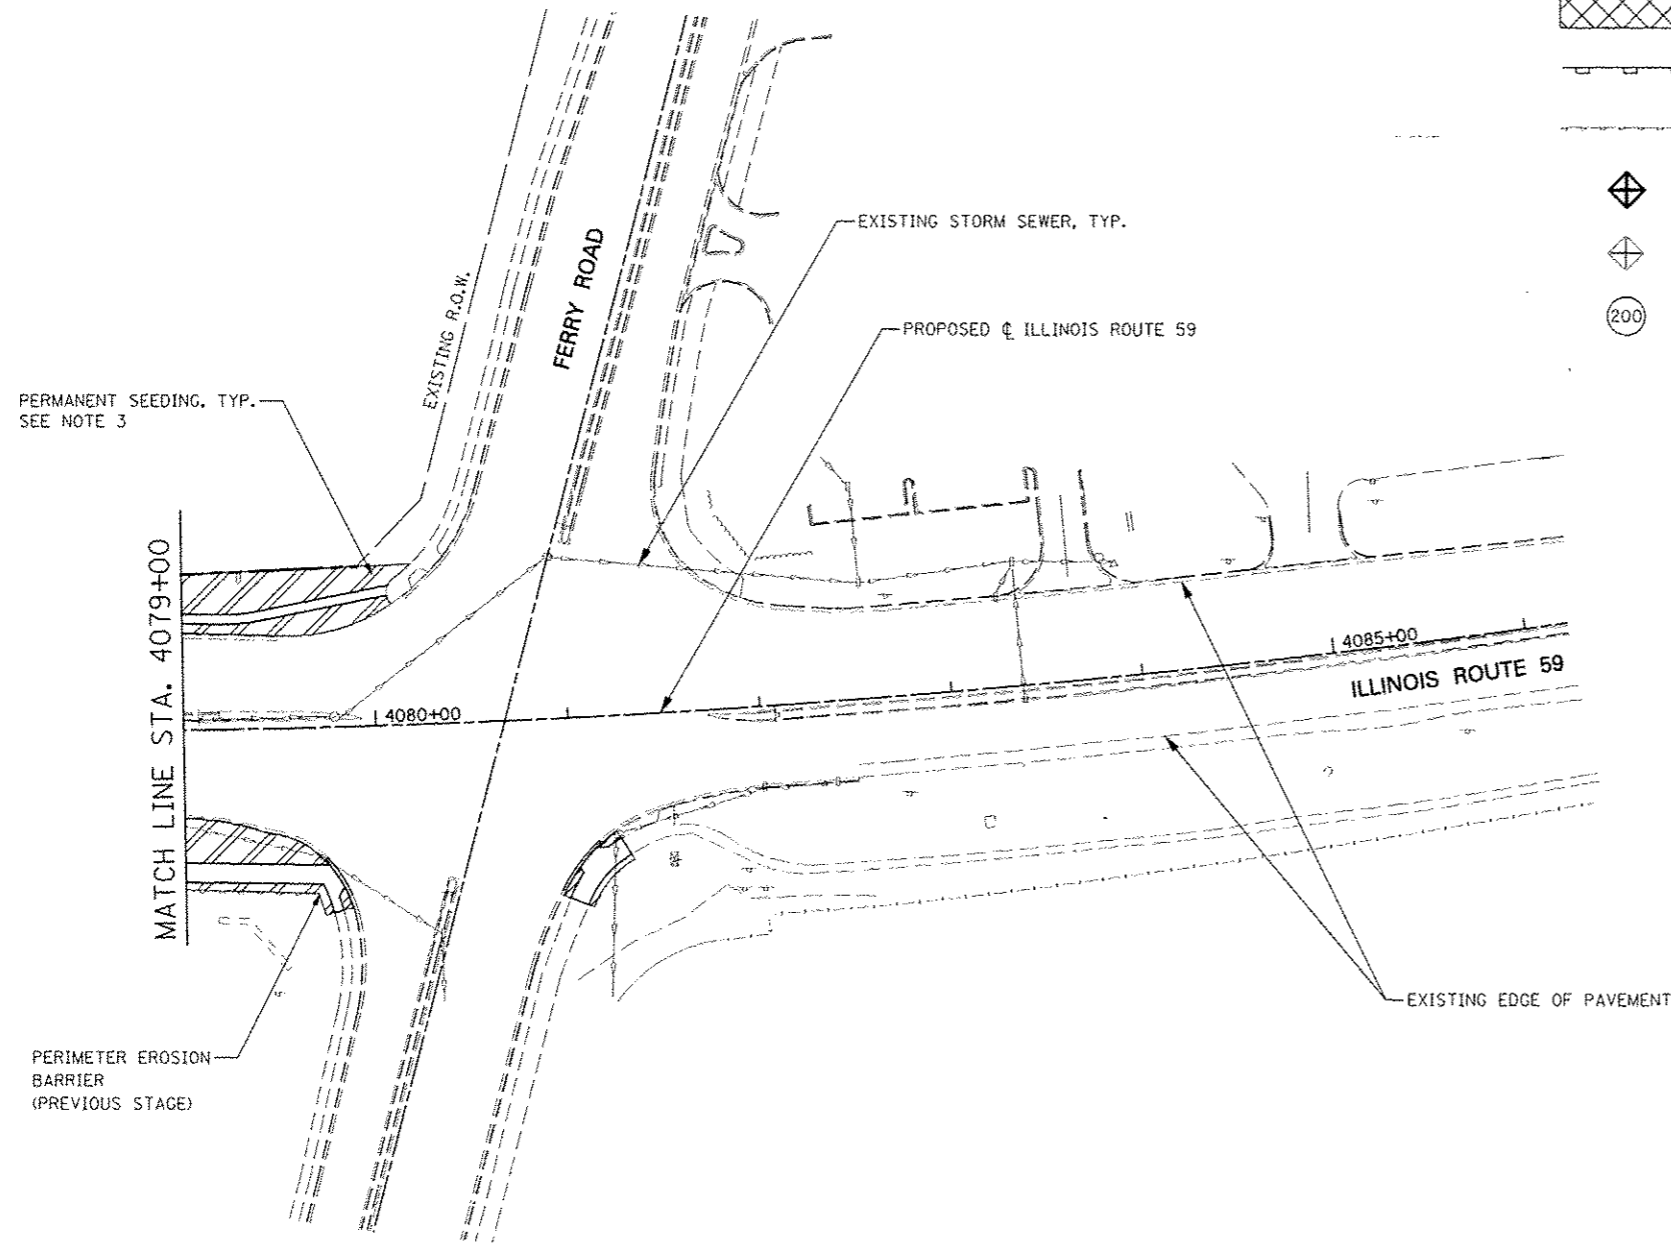 EXISTING STORM SEWER, TYP.
FERRY ROAD
EXISTING R.O.W.
200
PROPOSED ℄ ILLINOIS ROUTE 59
PERMANENT SEEDING, TYP.
SEE NOTE 3
MATCH LINE STA. 4079+00
4085+00
ILLINOIS ROUTE 59
4080+00
EXISTING EDGE OF PAVEMENT
PERIMETER EROSION
BARRIER
(PREVIOUS STAGE)